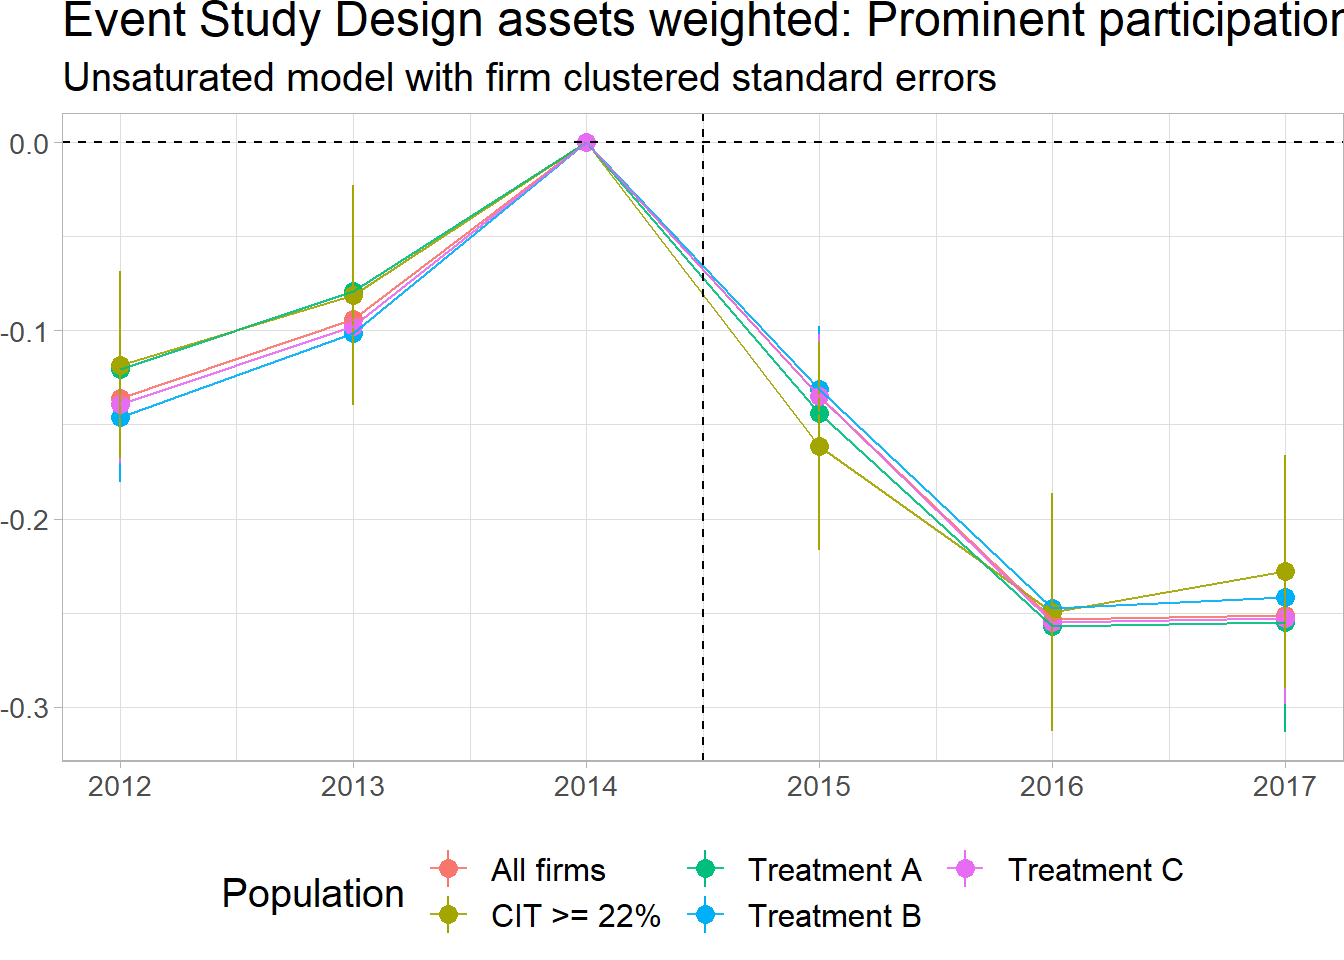 Event Study Design assets weighted: Prominent participation
Unsaturated model with firm clustered standard errors
0.0
-0.1
-0.2
-0.3
2012 2013 2014 2015 2016 2017
Population
All firms Treatment A Treatment C
CIT >= 22% Treatment B